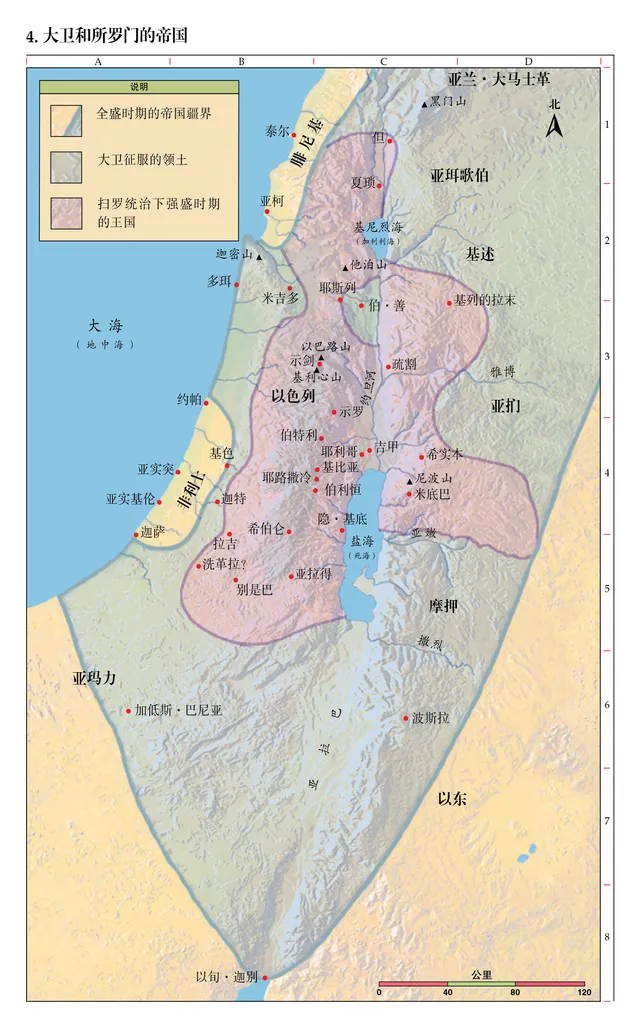 4. 大卫和所罗门的帝国
A B C D
说明
全盛时期的帝国疆界
大卫征服的领土
扫罗统治下强盛时期
的王国
亚兰·大马士革
黑门山
北
1
泰尔
腓尼基
但
亚珥歌伯
夏琐
亚柯
基尼烈海
(加利利海)
2
迦密山
他泊山
基述
多珥
米吉多
耶斯列
伯·善
基列的拉末
大海
(地中海)
以巴路山
示剑
基利心山
疏割
3
雅博
约旦河
约帕
以色列
示罗
亚扪
伯特利
吉甲
4
基色
耶利哥
希实本
亚实突
基比亚
非利士
耶路撒冷
尼波山
亚实基伦
迦特
伯利恒
米底巴
迦萨
拉吉
希伯仑
隐·基底
亚嫩
盐海
(死海)
洗革拉?
亚拉得
别是巴
5
摩押
撒烈
亚玛力
加低斯·巴尼亚
波斯拉
6
亚拉巴
以东
7
8
以旬·迦别
公里
0 40 80 120